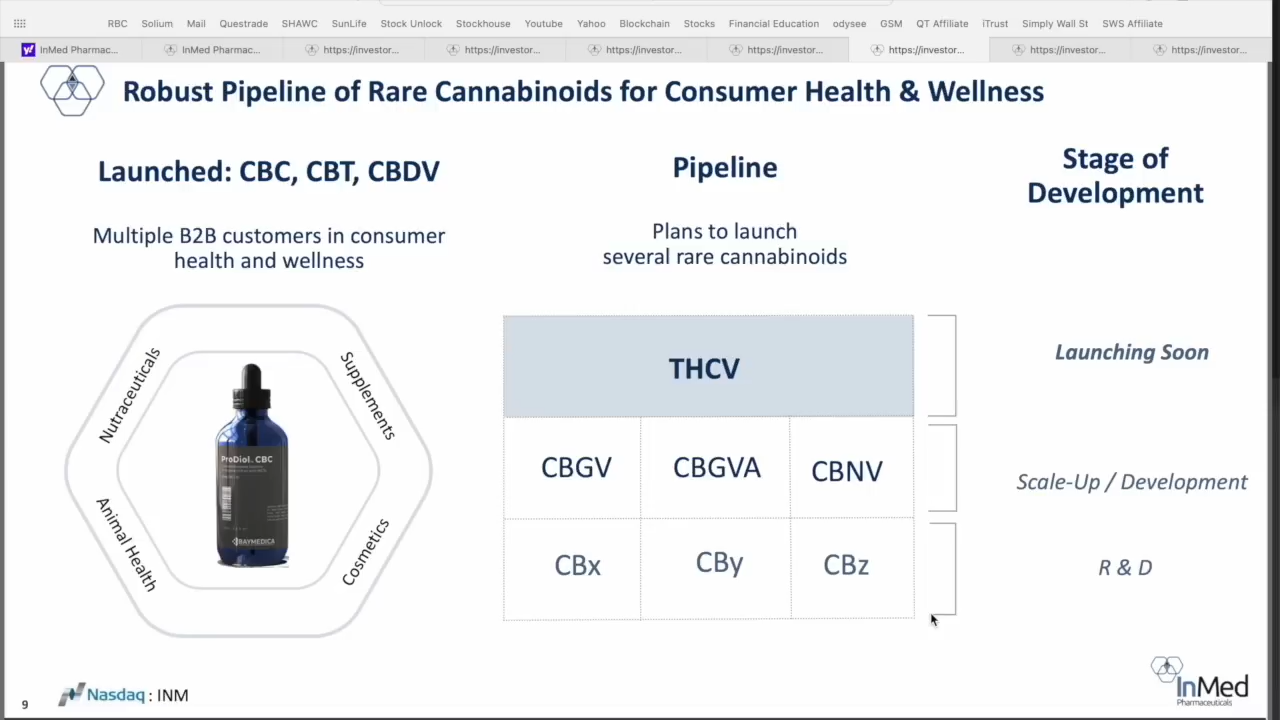 RBC Solium Mail Questrade SHAWC SunLife Stock Unlock Stockhouse Youtube Yahoo Blockchain Stocks Financial Education odysee GSM QT Affiliate iTrust Simply Wall St SWS Affiliate
InMed Pharmac... InMed Pharmac... https://investor... https://investor... https://investor... https://investor... https://investor... https://investor... https://investor...
Robust Pipeline of Rare Cannabinoids for Consumer Health & Wellness
Launched: CBC, CBT, CBDV
Multiple B2B customers in consumer
health and wellness
Nutraceuticals
Supplements
Animal Health
Cosmetics
ProDiol. CBC
BAYMEDICA
Pipeline
Plans to launch
several rare cannabinoids
THCV
CBGV CBGVA CBNV
CBx CBy CBz
Stage of
Development
Launching Soon
Scale-Up / Development
R & D
9
Nasdaq : INM
InMed
Pharmaceuticals